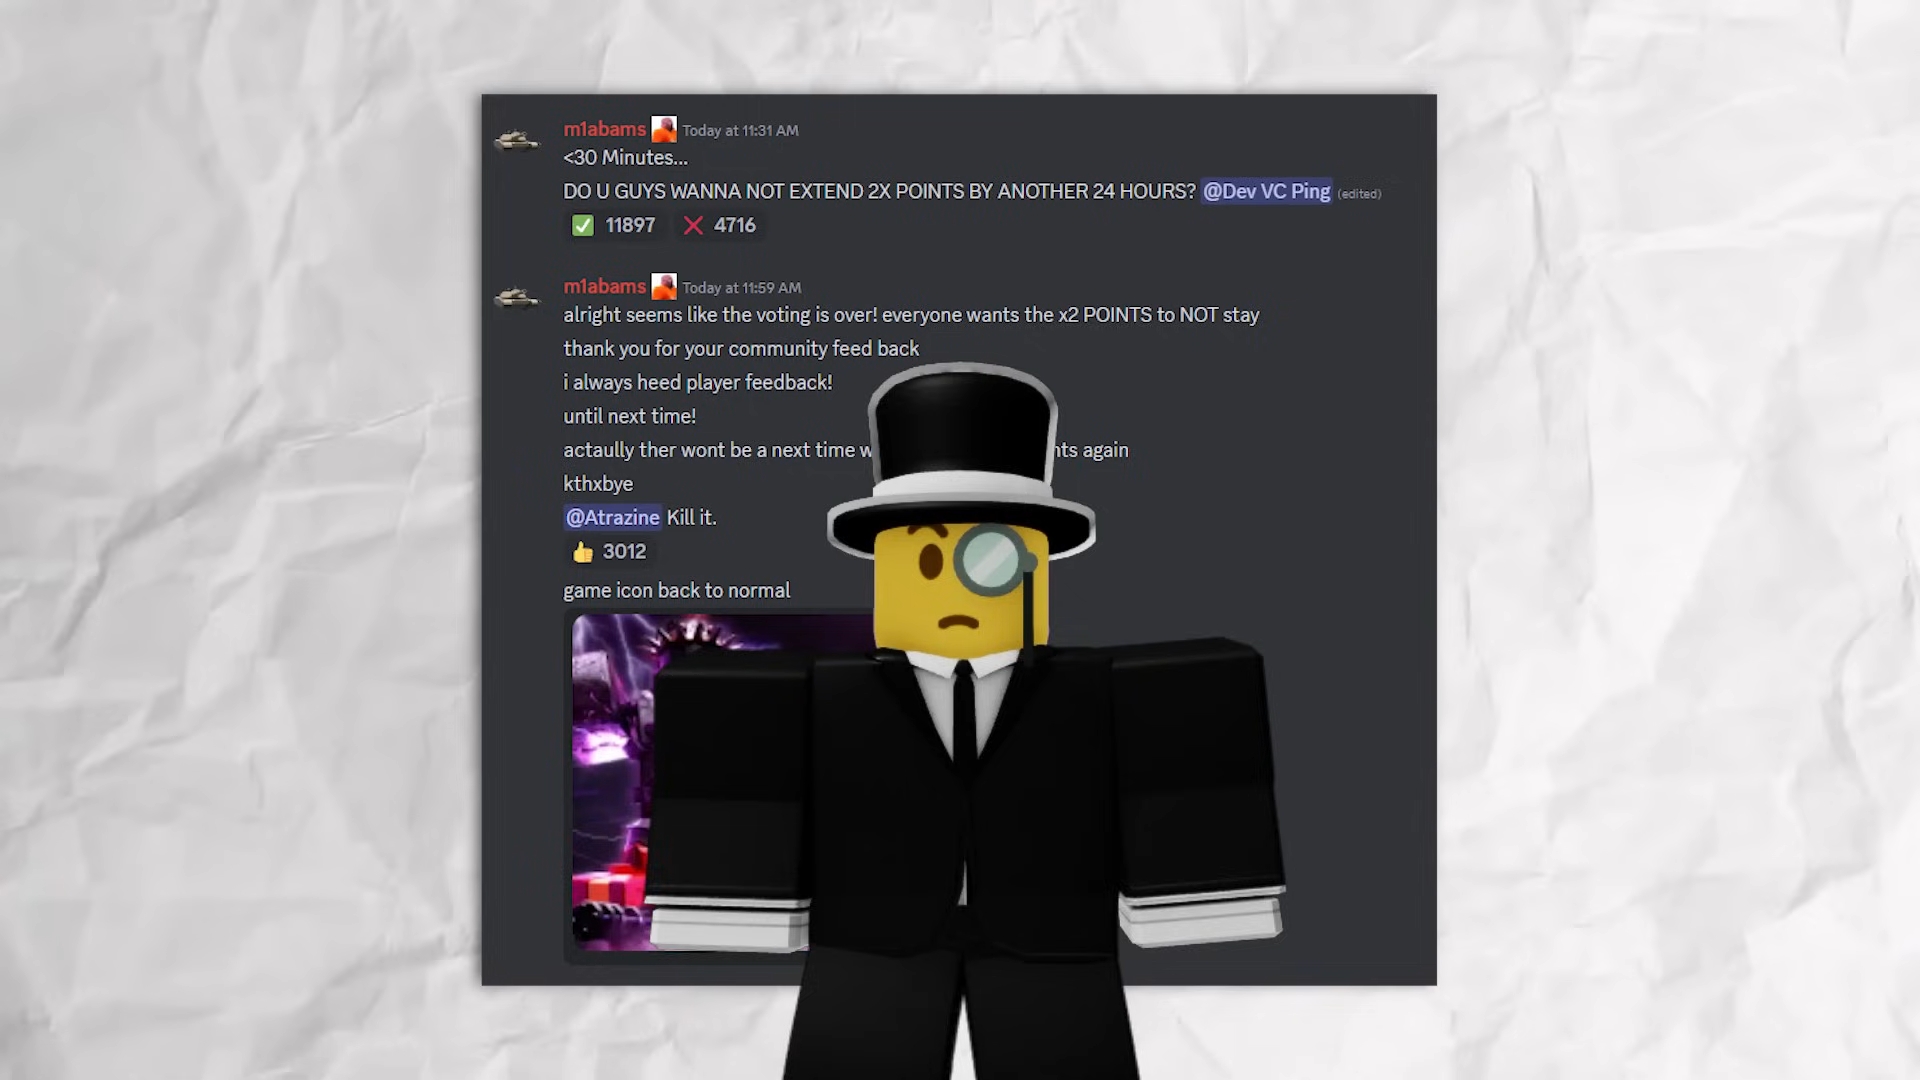 m1abams Today at 11:31 AM
<30 Minutes...
DO U GUYS WANNA NOT EXTEND 2X POINTS BY ANOTHER 24 HOURS? @Dev VC Ping (edited)
11897 4716
m1abams Today at 11:59 AM
alright seems like the voting is over! everyone wants the x2 POINTS to NOT stay
thank you for your community feed back
i always heed player feedback!
until next time!
actaully ther wont be a next time again
kthxbye
@Atrazine Kill it.
3012
game icon back to normal